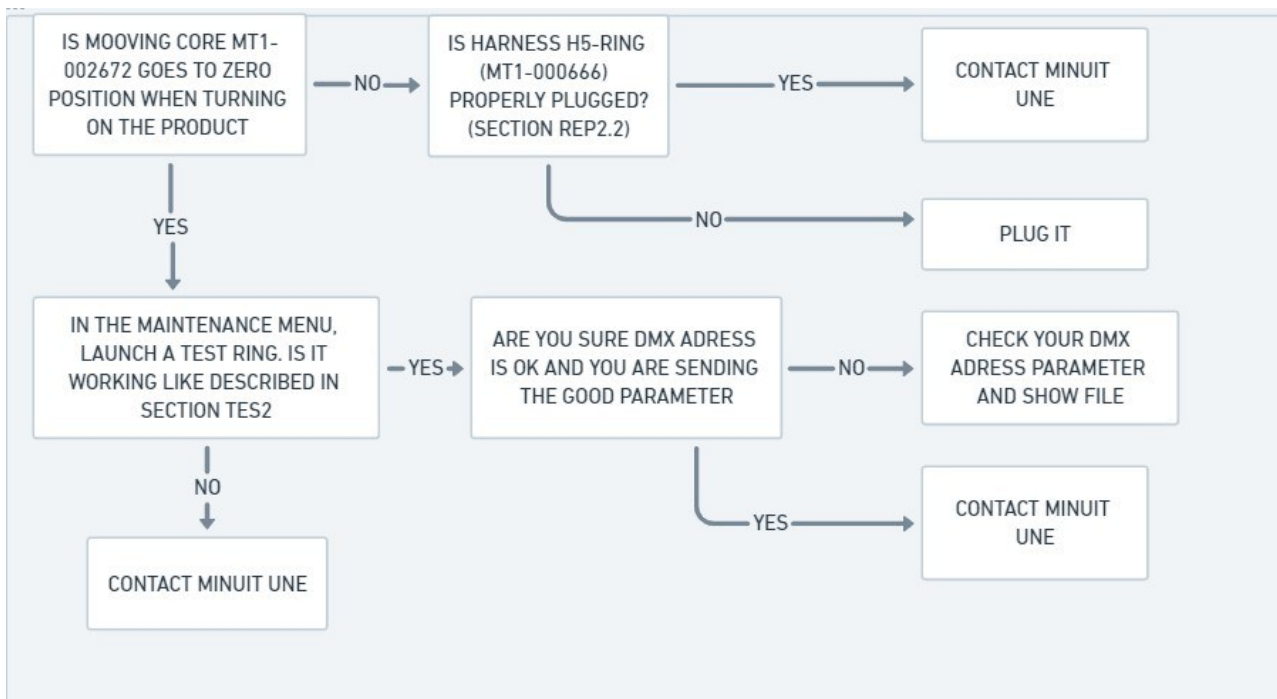 IS MOOVING CORE MT1-
002672 GOES TO ZERO
POSITION WHEN TURNING
ON THE PRODUCT
NO
IS HARNESS H5-RING
(MT1-000666)
PROPERLY PLUGGED?
(SECTION REP2.2)
YES
CONTACT MINUIT
UNE
NO
PLUG IT
YES
IN THE MAINTENANCE MENU,
LAUNCH A TEST RING. IS IT
WORKING LIKE DESCRIBED IN
SECTION TES2
YES
ARE YOU SURE DMX ADRESS
IS OK AND YOU ARE SENDING
THE GOOD PARAMETER
NO
CHECK YOUR DMX
ADRESS PARAMETER
AND SHOW FILE
YES
CONTACT MINUIT
UNE
NO
CONTACT MINUIT UNE